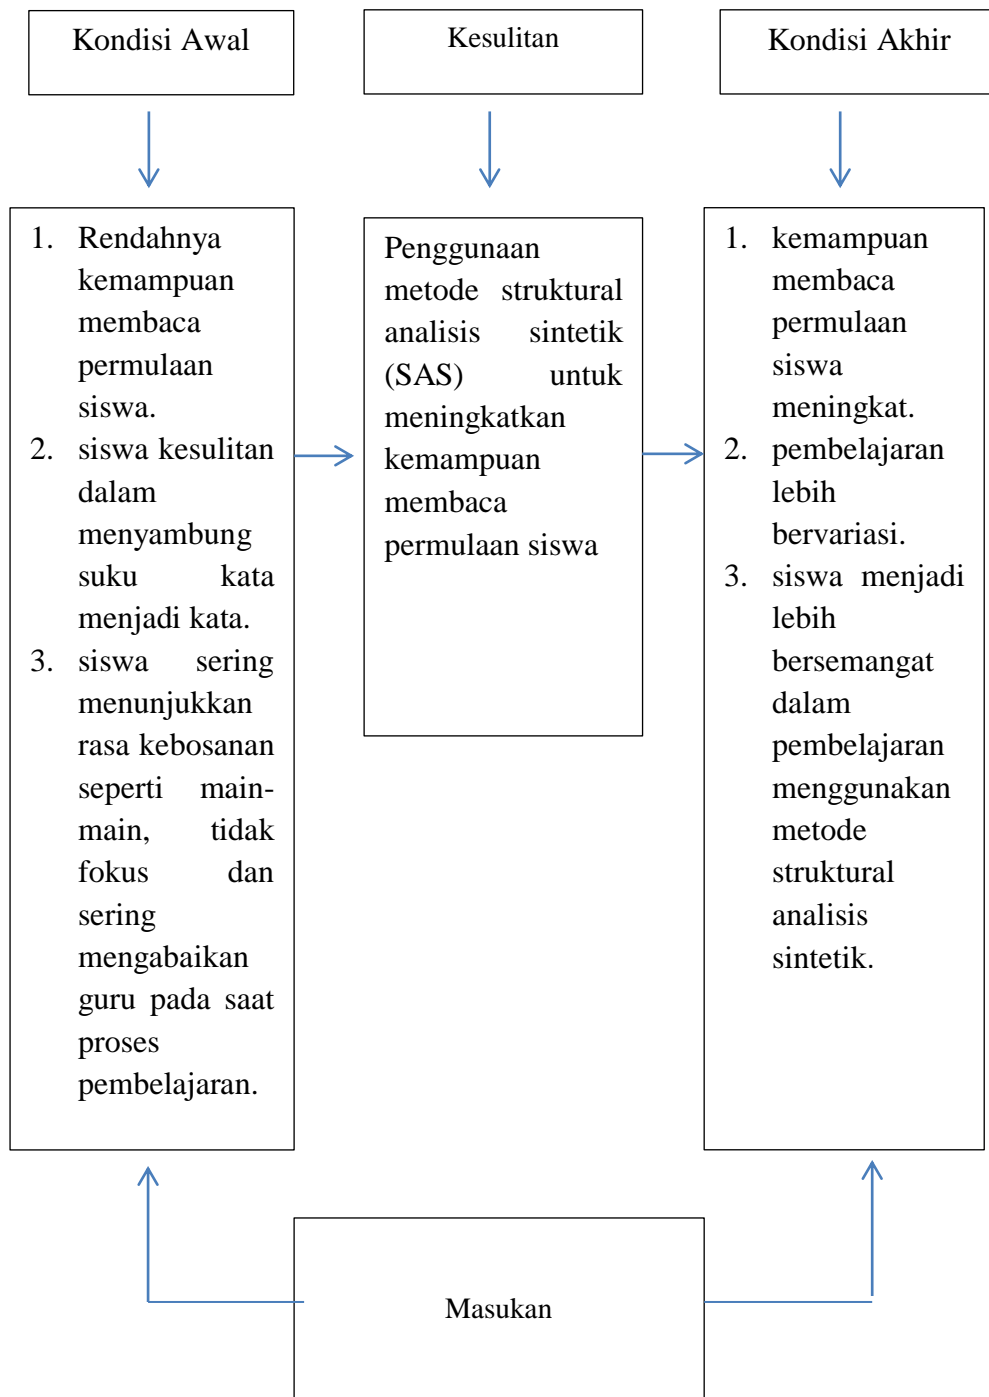 Kondisi Awal
Kesulitan
Kondisi Akhir
1. Rendahnya
kemampuan
membaca
permulaan
siswa.
2. siswa kesulitan
dalam
menyambung
suku kata
menjadi kata.
3. siswa sering
menunjukkan
rasa kebosanan
seperti main-
main, tidak
fokus dan
sering
mengabaikan
guru pada saat
proses
pembelajaran.
Penggunaan
metode struktural
analisis sintetik
(SAS) untuk
meningkatkan
kemampuan
membaca
permulaan siswa
1. kemampuan
membaca
permulaan
siswa
meningkat.
2. pembelajaran
lebih
bervariasi.
3. siswa menjadi
lebih
bersemangat
dalam
pembelajaran
menggunakan
metode
struktural
analisis
sintetik.
Masukan